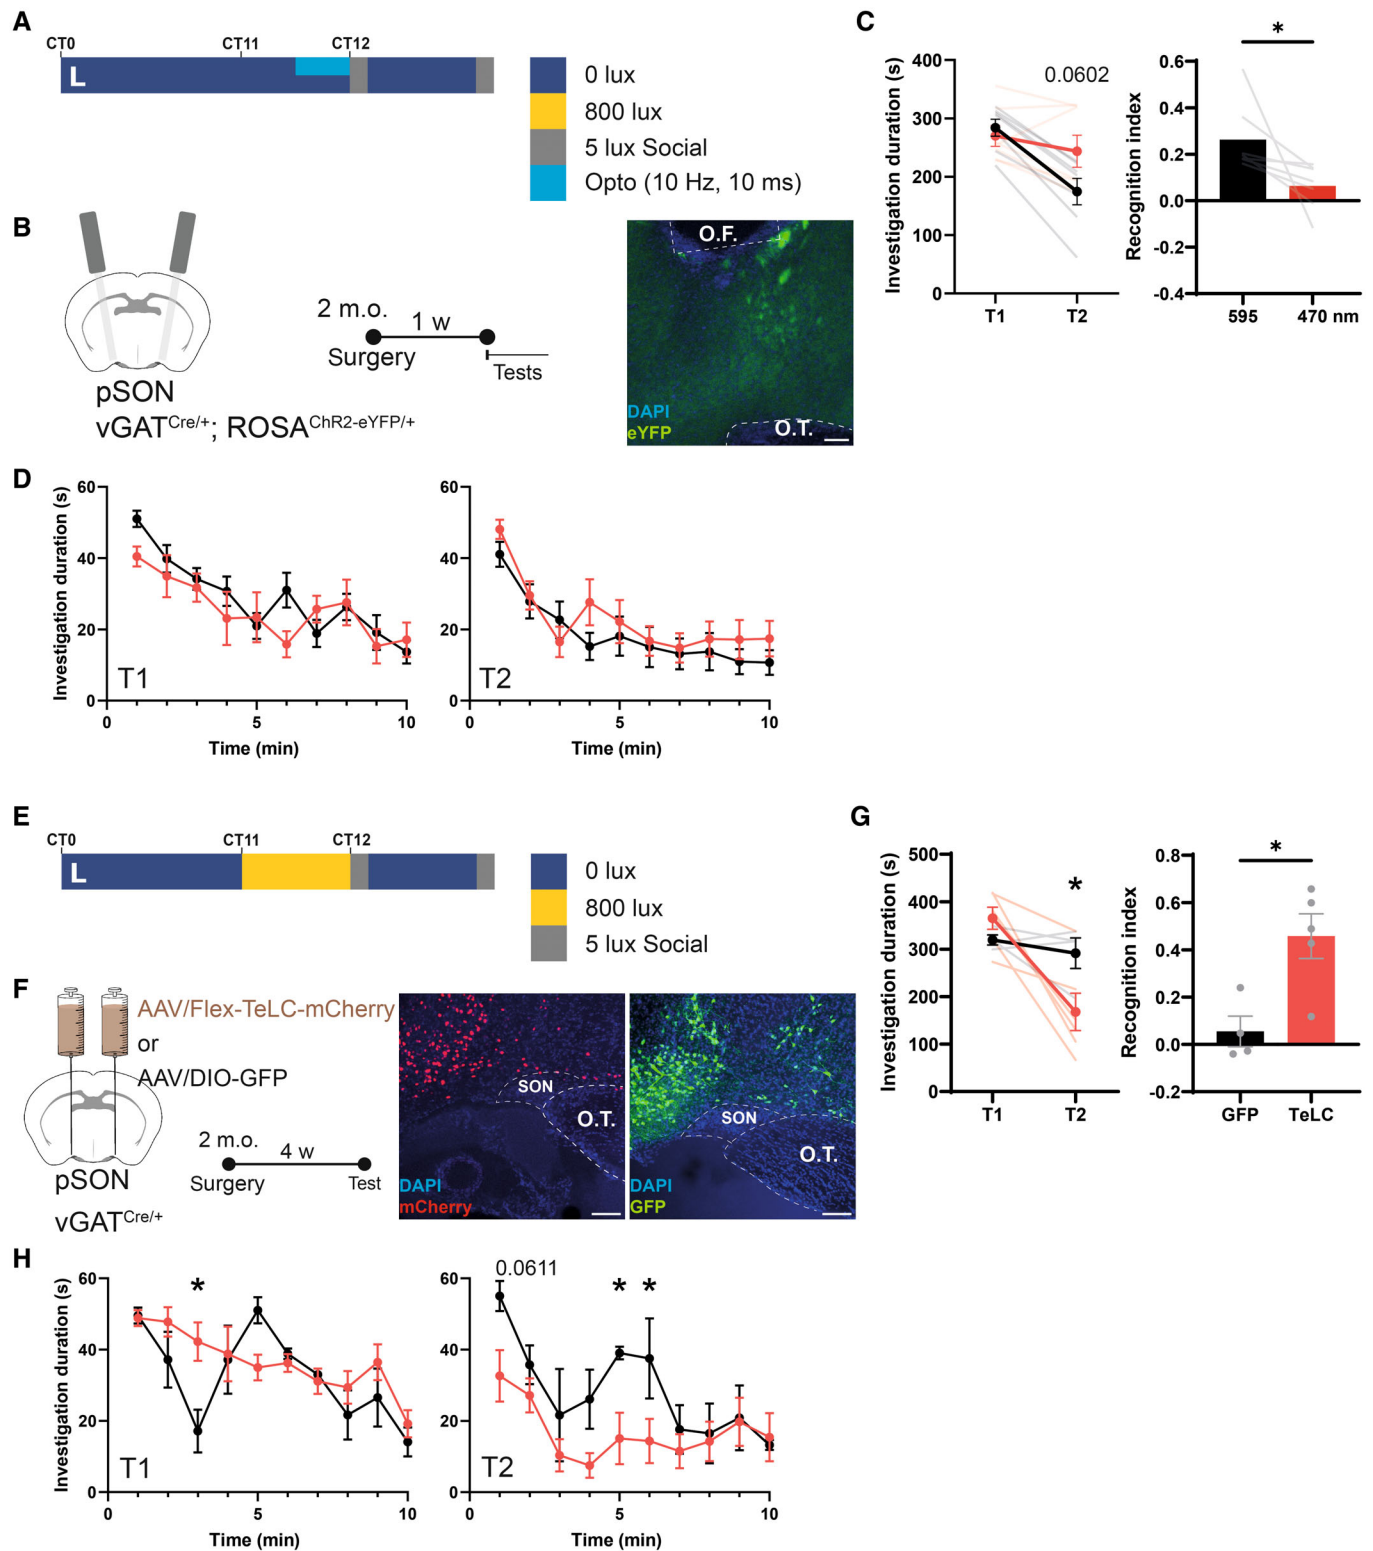 A
CT0 CT11 CT12
L
0 lux
800 lux
5 lux Social
Opto (10 Hz, 10 ms)
B
pSON
vGATCre/+; ROSAChR2-eYFP/+
2 m.o.
1 w
Surgery
Tests
O.F.
DAPI
eYFP
O.T.
C
Investigation duration (s)
400
300
200
100
0
0.0602
T1 T2
Recognition index
*
0.6
0.4
0.2
0.0
-0.2
-0.4
595 470 nm
D
Investigation duration (s)
60
40
20
0
T1
0 5 10
Time (min)
60
40
20
0
T2
0 5 10
Time (min)
E
CT0 CT11 CT12
L
0 lux
800 lux
5 lux Social
F
AAV/Flex-TeLC-mCherry
or
AAV/DIO-GFP
pSON
vGATCre/+
2 m.o.
4 w
Surgery
Test
SON
O.T.
DAPI
mCherry
SON
O.T.
DAPI
GFP
G
Investigation duration (s)
500
400
300
200
100
0
*
T1 T2
Recognition index
*
0.8
0.6
0.4
0.2
0.0
-0.2
GFP TeLC
H
Investigation duration (s)
60
40
20
0
*
T1
0 5 10
Time (min)
0.0611
60
40
20
0
* *
T2
0 5 10
Time (min)